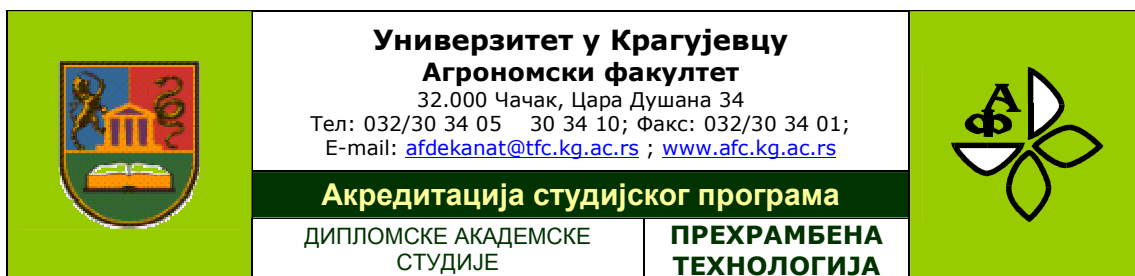 Универзитет у Крагујевцу
Агрономски факултет
32.000 Чачак, Цара Душана 34
Тел: 032/30 34 05 30 34 10; Факс: 032/30 34 01;
E-mail: afdekanat@tfc.kg.ac.rs ; www.afc.kg.ac.rs
Акредитација студијског програма
ДИПЛОМСКЕ АКАДЕМСКЕ
СТУДИЈЕ
ПРЕХРАМБЕНА
ТЕХНОЛОГИЈА
АФ